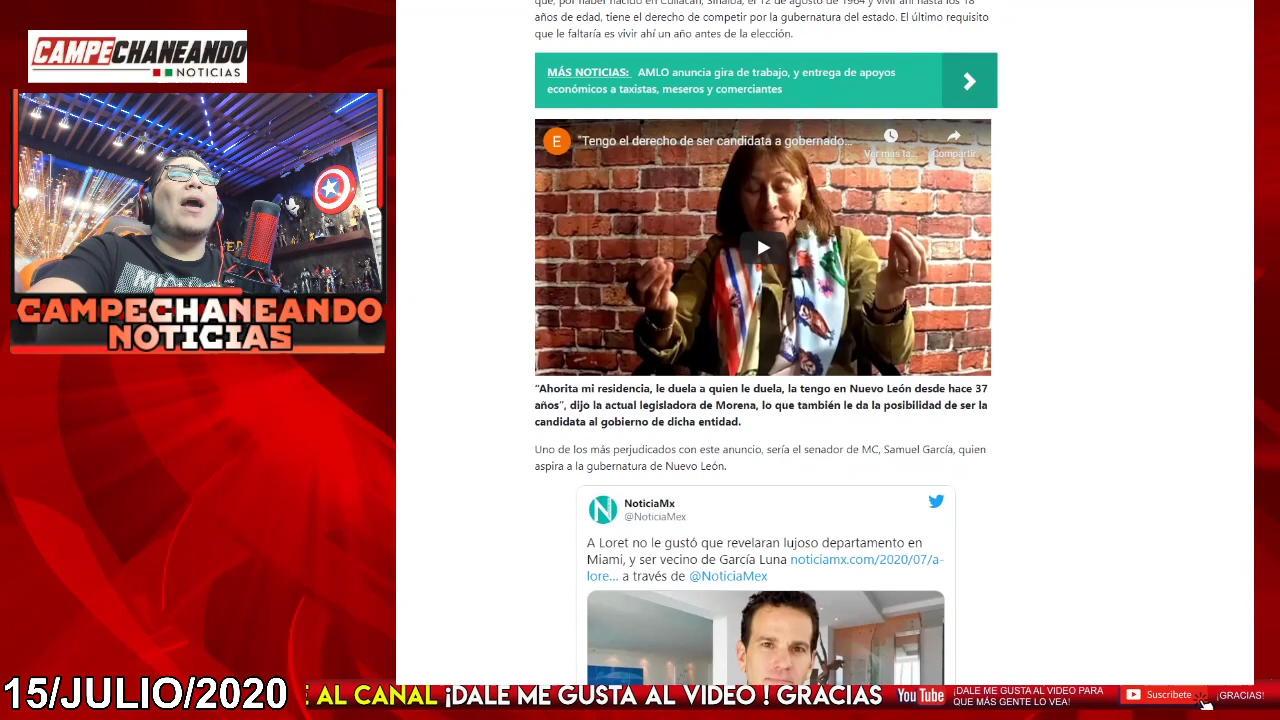 que, por haber nacido en Culiacán, Sinaloa, el 12 de agosto de 1964 y vivir ahí hasta los 18
años de edad, tiene el derecho de competir por la gubernatura del estado. El último requisito
que le faltaría es vivir ahí un año antes de la elección.
CAMPECHANEANDO
NOTICIAS
MÁS NOTICIAS: AMLO anuncia gira de trabajo, y entrega de apoyos
económicos a taxistas, meseros y comerciantes
E "Tengo el derecho de ser candidata a gobernado...
Ver más ta...
Compartir
CAMPECHANEANDO
NOTICIAS
"Ahorita mi residencia, le duela a quien le duela, la tengo en Nuevo León desde hace 37
años", dijo la actual legisladora de Morena, lo que también le da la posibilidad de ser la
candidata al gobierno de dicha entidad.
Uno de los más perjudicados con este anuncio, sería el senador de MC, Samuel García, quien
aspira a la gubernatura de Nuevo León.
N NoticiaMx
@NoticiaMex
A Loret no le gustó que revelaran lujoso departamento en
Miami, y ser vecino de García Luna noticiamx.com/2020/07/a-
lore... a través de @NoticiaMex
15/JULIO/2020
E AL CANAL ¡DALE ME GUSTA AL VIDEO ! GRACIAS
YouTube
¡DALE ME GUSTA AL VIDEO PARA
QUE MÁS GENTE LO VEA!
Suscribete
¡GRACIAS!